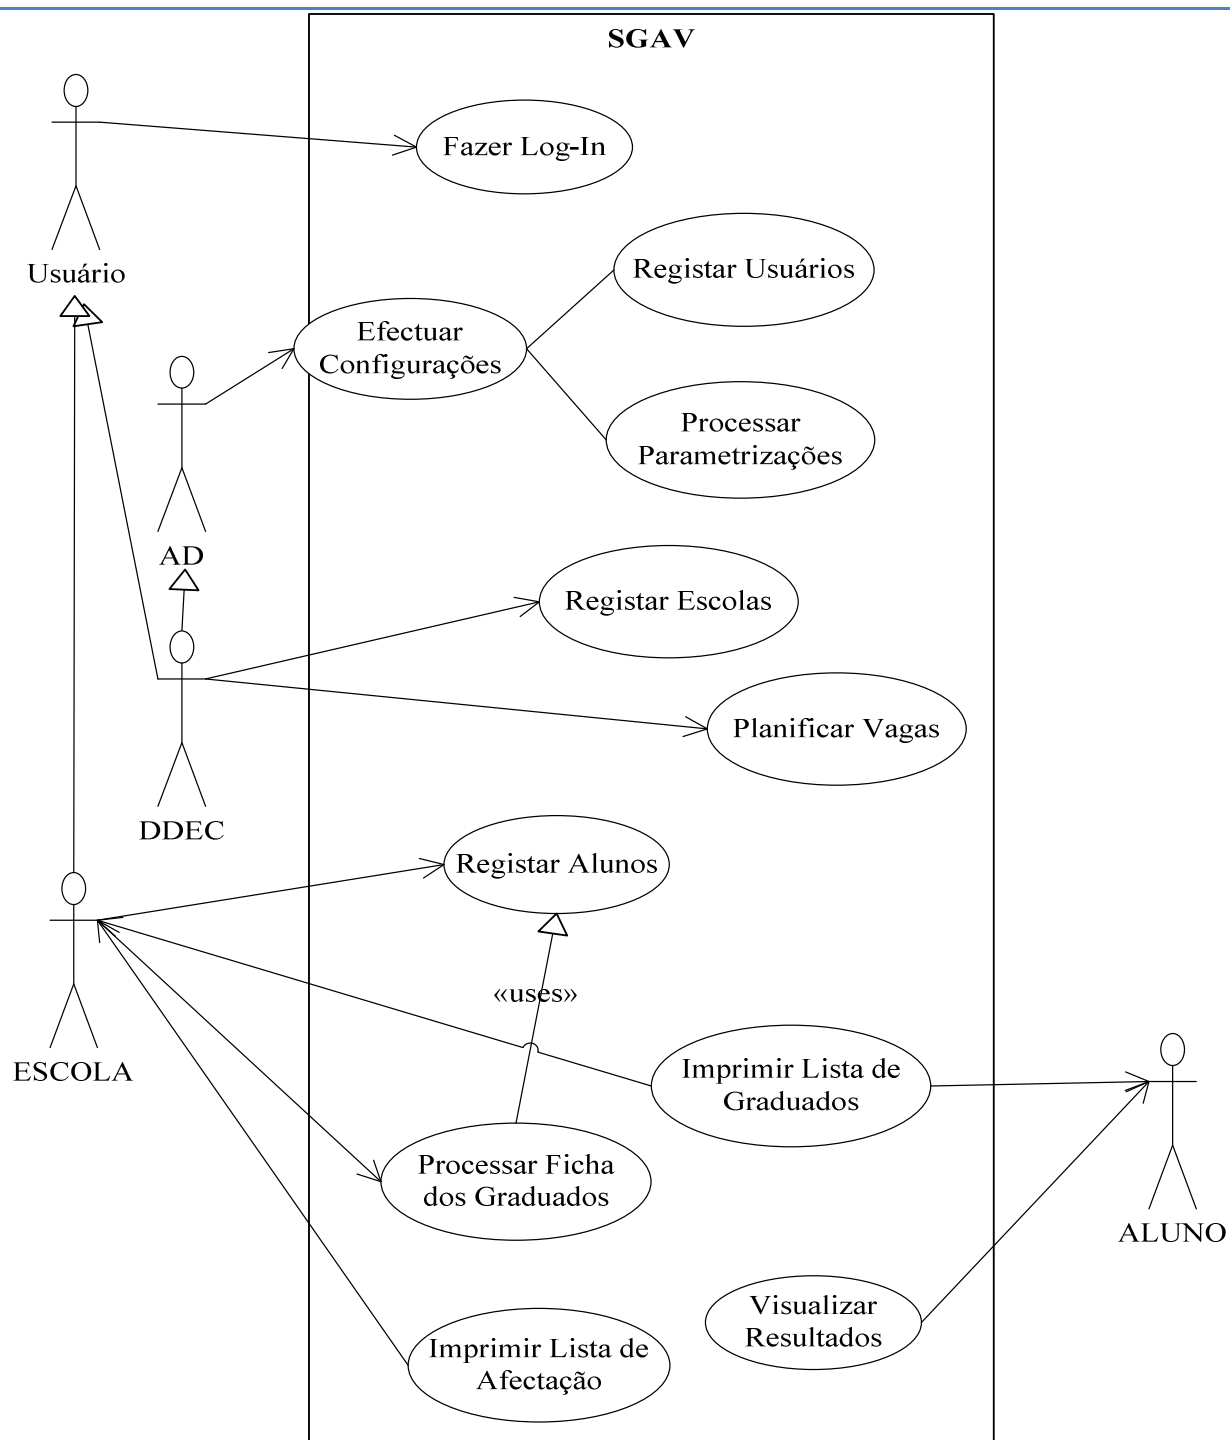 SGAV
Fazer Log-In
Usuário
Registar Usuários
Efectuar
Configurações
Processar
Parametrizações
AD
Registar Escolas
Planificar Vagas
DDEC
Registar Alunos
«uses»
ESCOLA
Imprimir Lista de
Graduados
Processar Ficha
dos Graduados
ALUNO
Visualizar
Resultados
Imprimir Lista de
Afectação